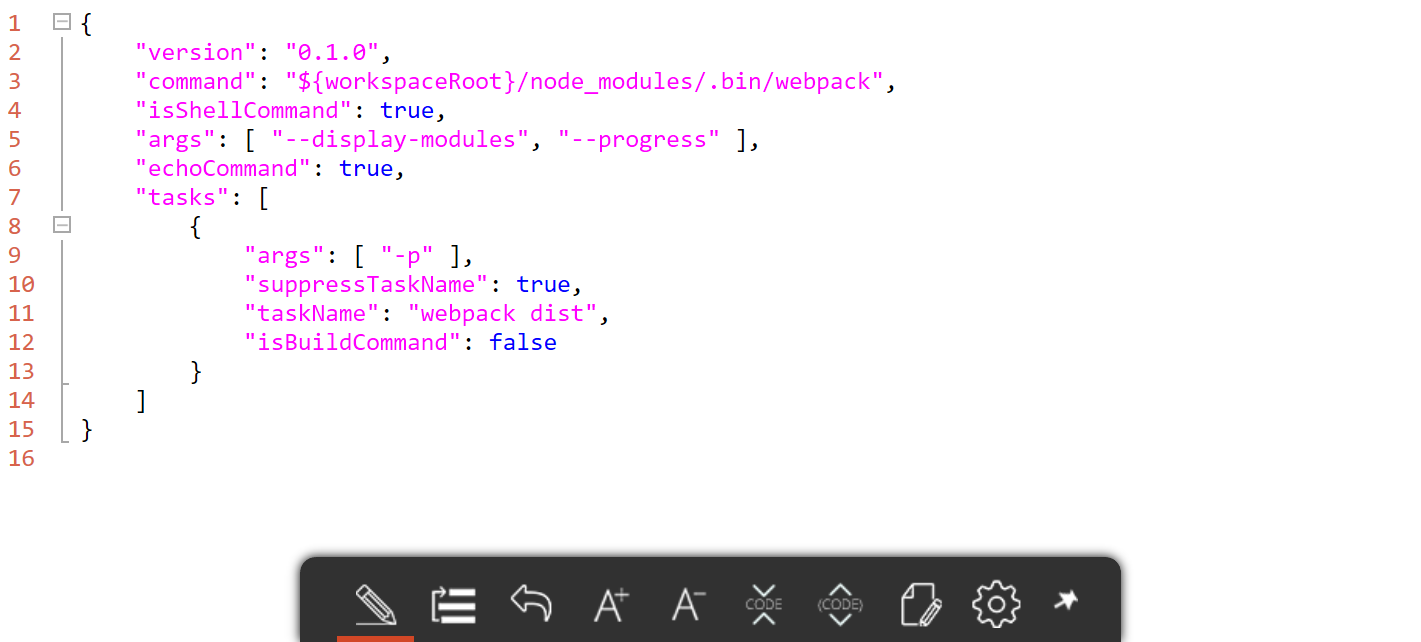 1 {
2     "version": "0.1.0",
3     "command": "${workspaceRoot}/node_modules/.bin/webpack",
4     "isShellCommand": true,
5     "args": [ "--display-modules", "--progress" ],
6     "echoCommand": true,
7     "tasks": [
8         {
9             "args": [ "-p" ],
10             "suppressTaskName": true,
11             "taskName": "webpack dist",
12             "isBuildCommand": false
13         }
14     ]
15 }
16
A+ A- CODE (CODE)